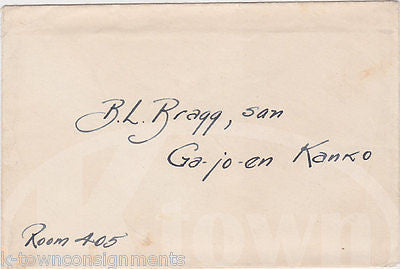 B.L. Bragg, san
Ga-jo-en Kanko
Room 405
k-townconsignments